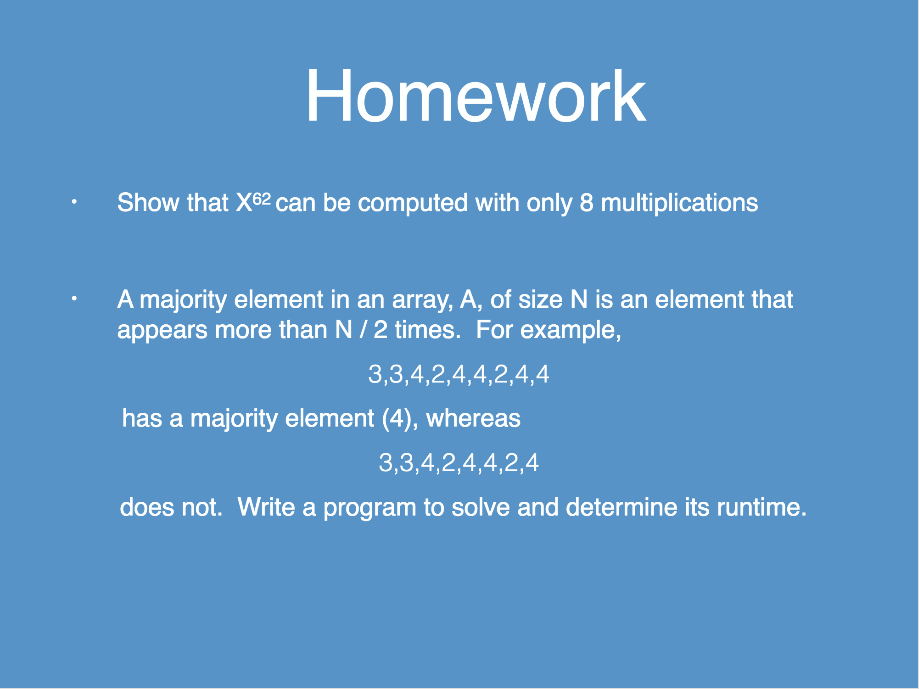 Homework
• Show that X⁶² can be computed with only 8 multiplications
• A majority element in an array, A, of size N is an element that
appears more than N / 2 times.  For example,
3,3,4,2,4,4,2,4,4
has a majority element (4), whereas
3,3,4,2,4,4,2,4
does not.  Write a program to solve and determine its runtime.